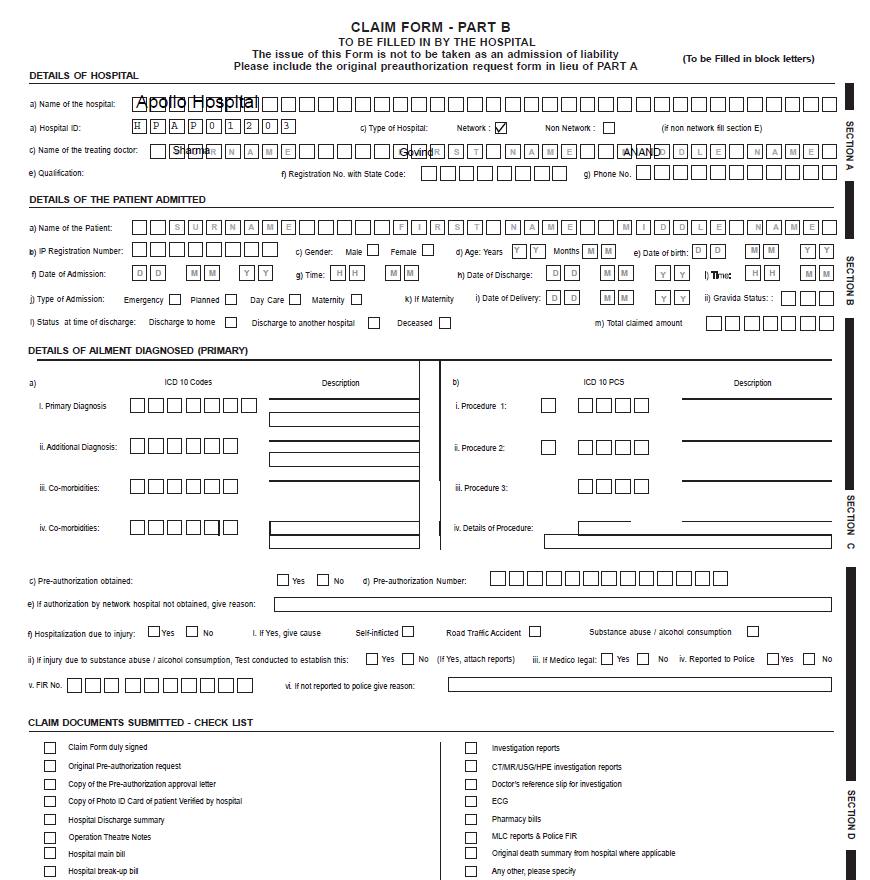 CLAIM FORM - PART B
TO BE FILLED IN BY THE HOSPITAL
The issue of this Form is not to be taken as an admission of liability
Please include the original preauthorization request form in lieu of PART A
(To be Filled in block letters)
DETAILS OF HOSPITAL
a) Name of the hospital: Apollo Hospital
a) Hospital ID: H P A P 0 1 2 0 3 c) Type of Hospital: Network : Non Network : (if non network fill section E)
c) Name of the treating doctor: Sharma Govind ANAND
e) Qualification: f) Registration No. with State Code: g) Phone No.
SECTION A
DETAILS OF THE PATIENT ADMITTED
a) Name of the Patient: S U R N A M E F I R S T N A M E M I D D L E N A M E
b) IP Registration Number: c) Gender: Male Female d) Age: Years Y Y Months M M e) Date of birth: D D M M Y Y
f) Date of Admission: D D M M Y Y g) Time: H H M M h) Date of Discharge: D D M M Y Y I) Time: H H M M
j) Type of Admission: Emergency Planned Day Care Maternity k) If Maternity i) Date of Delivery: D D M M Y Y ii) Gravida Status: :
l) Status at time of discharge: Discharge to home Discharge to another hospital Deceased m) Total claimed amount
SECTION B
DETAILS OF AILMENT DIAGNOSED (PRIMARY)
a) ICD 10 Codes Description b) ICD 10 PCS Description
I. Primary Diagnosis i. Procedure 1:
ii. Additional Diagnosis: ii. Procedure 2:
iii. Co-morbidities: iii. Procedure 3:
iv. Co-morbidities: iv. Details of Procedure:
SECTION C
c) Pre-authorization obtained: Yes No d) Pre-authorization Number:
e) If authorization by network hospital not obtained, give reason:
f) Hospitalization due to injury: Yes No I. If Yes, give cause Self-inflicted Road Traffic Accident Substance abuse / alcohol consumption
ii) If injury due to substance abuse / alcohol consumption, Test conducted to establish this: Yes No (If Yes, attach reports) iii. If Medico legal: Yes No iv. Reported to Police Yes No
v. FIR No. vi. If not reported to police give reason:
CLAIM DOCUMENTS SUBMITTED - CHECK LIST
Claim Form duly signed
Original Pre-authorization request
Copy of the Pre-authorization approval letter
Copy of Photo ID Card of patient Verified by hospital
Hospital Discharge summary
Operation Theatre Notes
Hospital main bill
Hospital break-up bill
Investigation reports
CT/MR/USG/HPE investigation reports
Doctor's reference slip for investigation
ECG
Pharmacy bills
MLC reports & Police FIR
Original death summary from hospital where applicable
Any other, please specify
SECTION D